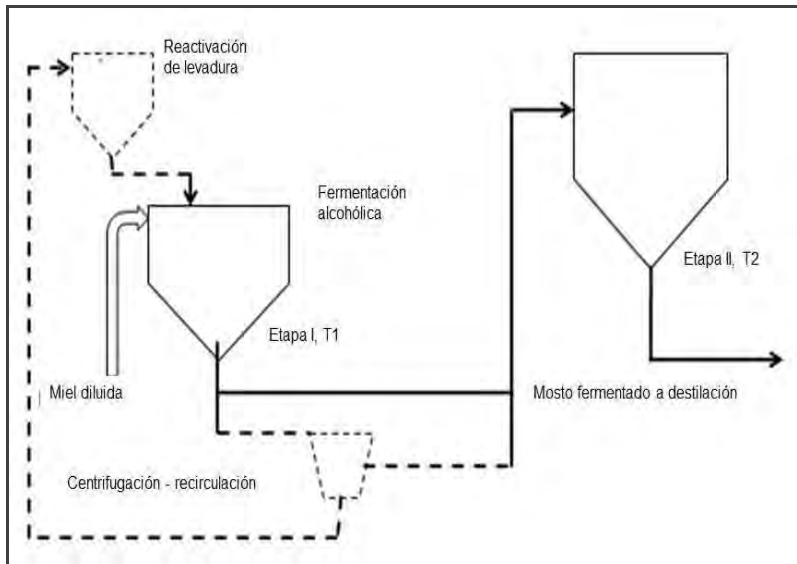 Reactivación
de levadura
Fermentación
alcohólica
Etapa II, T2
Etapa I, T1
Miel diluida
Mosto fermentado a destilación
Centrifugación - recirculación